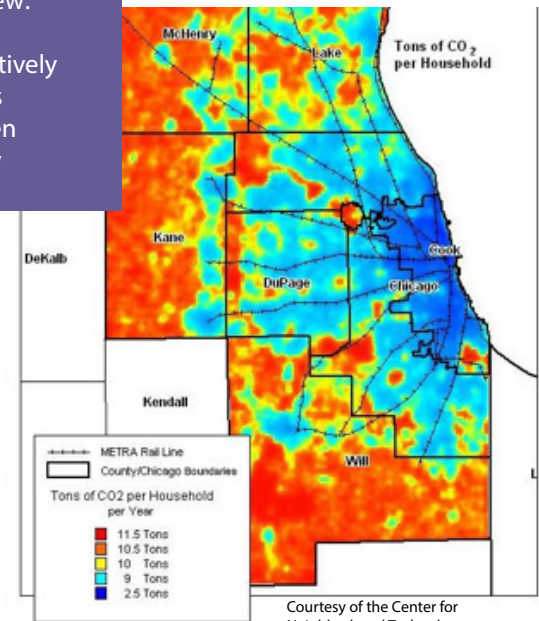 tively
McHenry
Lake
Tons of CO2
per Household
DeKalb
Kane
Cook
DuPage
Chicago
Kendall
Will
METRA Rail Line
County/Chicago Boundaries
Tons of CO2 per Household
per Year
11.5 Tons
10.5 Tons
10 Tons
9 Tons
2.5 Tons
Courtesy of the Center for